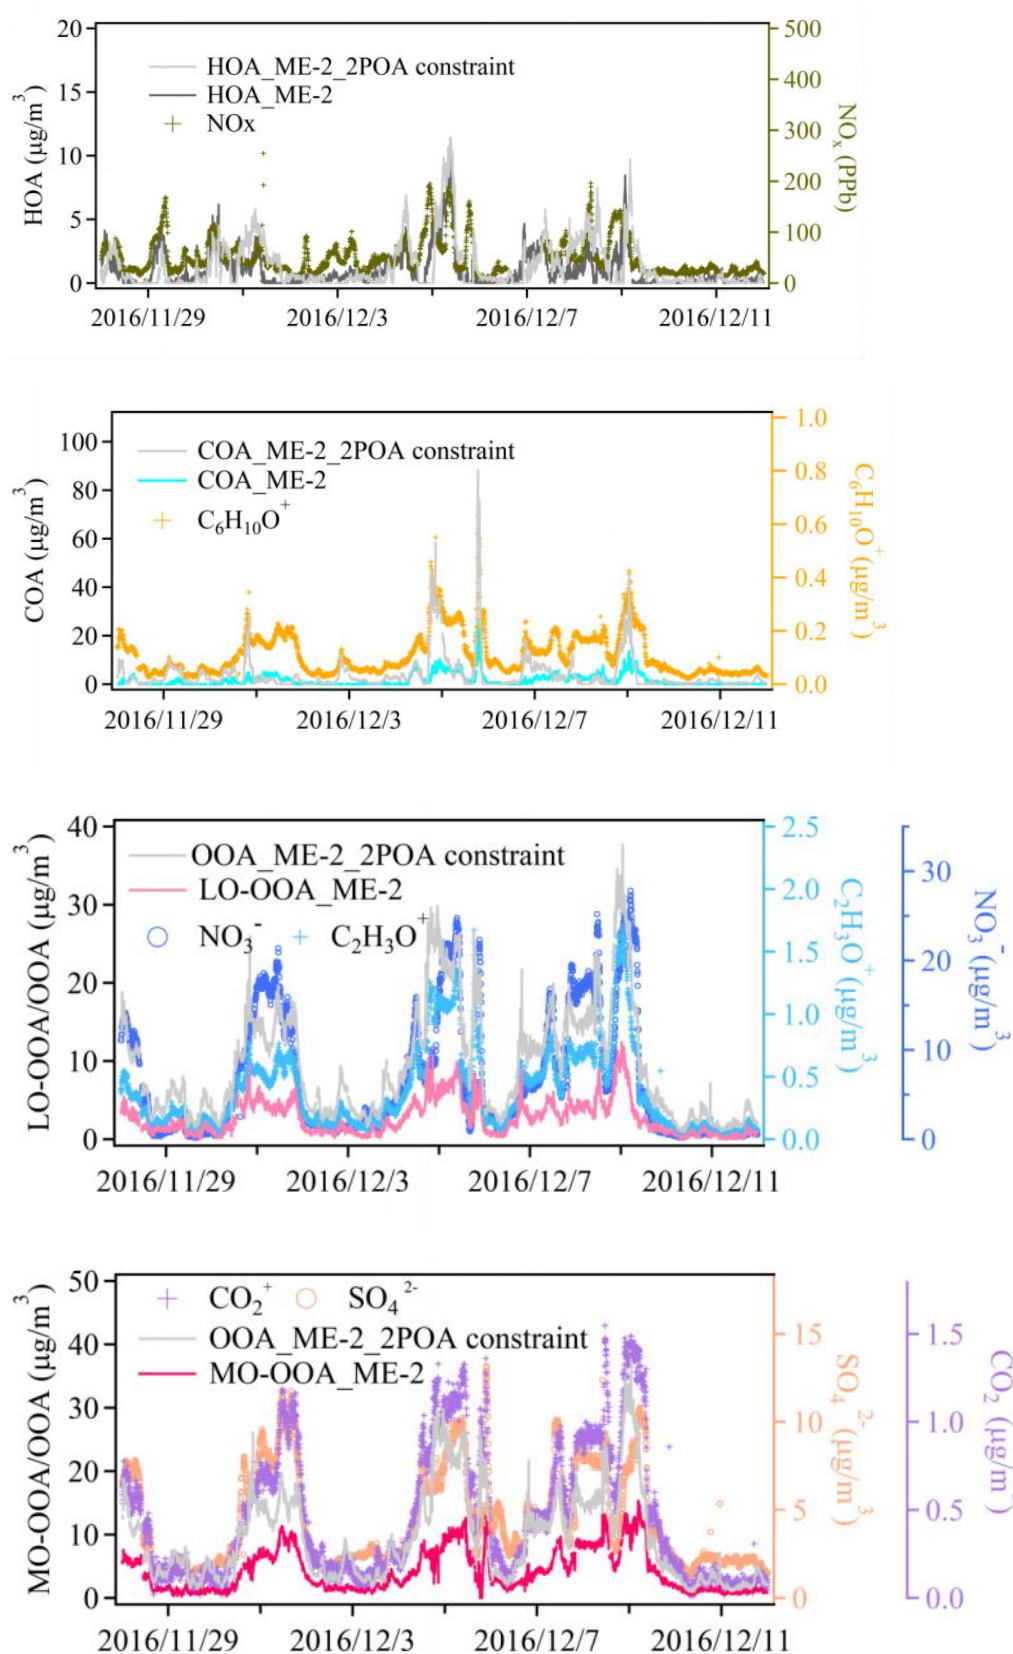 20
15
10
5
0
HOA (μg/m³)
HOA_ME-2_2POA constraint
HOA_ME-2
NOx
500
400
300
200
100
0
NOₓ (PPb)
2016/11/29 2016/12/3 2016/12/7 2016/12/11
100
80
60
40
20
0
COA (μg/m³)
COA_ME-2_2POA constraint
COA_ME-2
C₆H₁₀O⁺
1.0
0.8
0.6
0.4
0.2
0.0
C₆H₁₀O⁺(μg/m³)
2016/11/29 2016/12/3 2016/12/7 2016/12/11
40
30
20
10
0
LO-OOA/OOA (μg/m³)
OOA_ME-2_2POA constraint
LO-OOA_ME-2
NO₃⁻ C₂H₃O⁺
2.5
2.0
1.5
1.0
0.5
0.0
C₂H₃O⁺(μg/m³)
30
20
10
0
NO₃⁻(μg/m³)
2016/11/29 2016/12/3 2016/12/7 2016/12/11
50
40
30
20
10
0
MO-OOA/OOA (μg/m³)
CO₂⁺ SO₄²⁻
OOA_ME-2_2POA constraint
MO-OOA_ME-2
15
10
5
0
SO₄²⁻(μg/m³)
1.5
1.0
0.5
0.0
CO₂ (μg/m
2016/11/29 2016/12/3 2016/12/7 2016/12/11